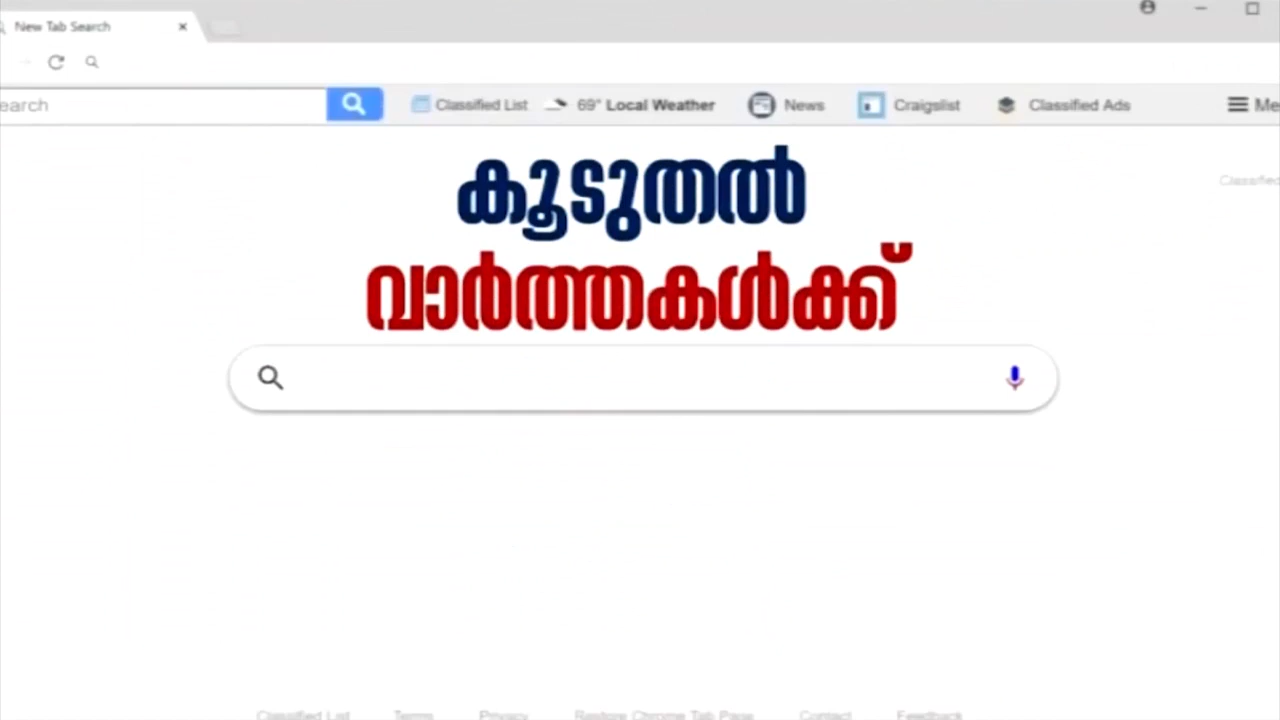 New Tab Search
earch
Classified List
69° Local Weather
News
Craigslist
Classified Ads
Me
കൂടുതൽ
വാർത്തകൾക്ക്
Classified
Classified List
Terms
Privacy
Restore Chrome Tab Page
Contact
Feedback